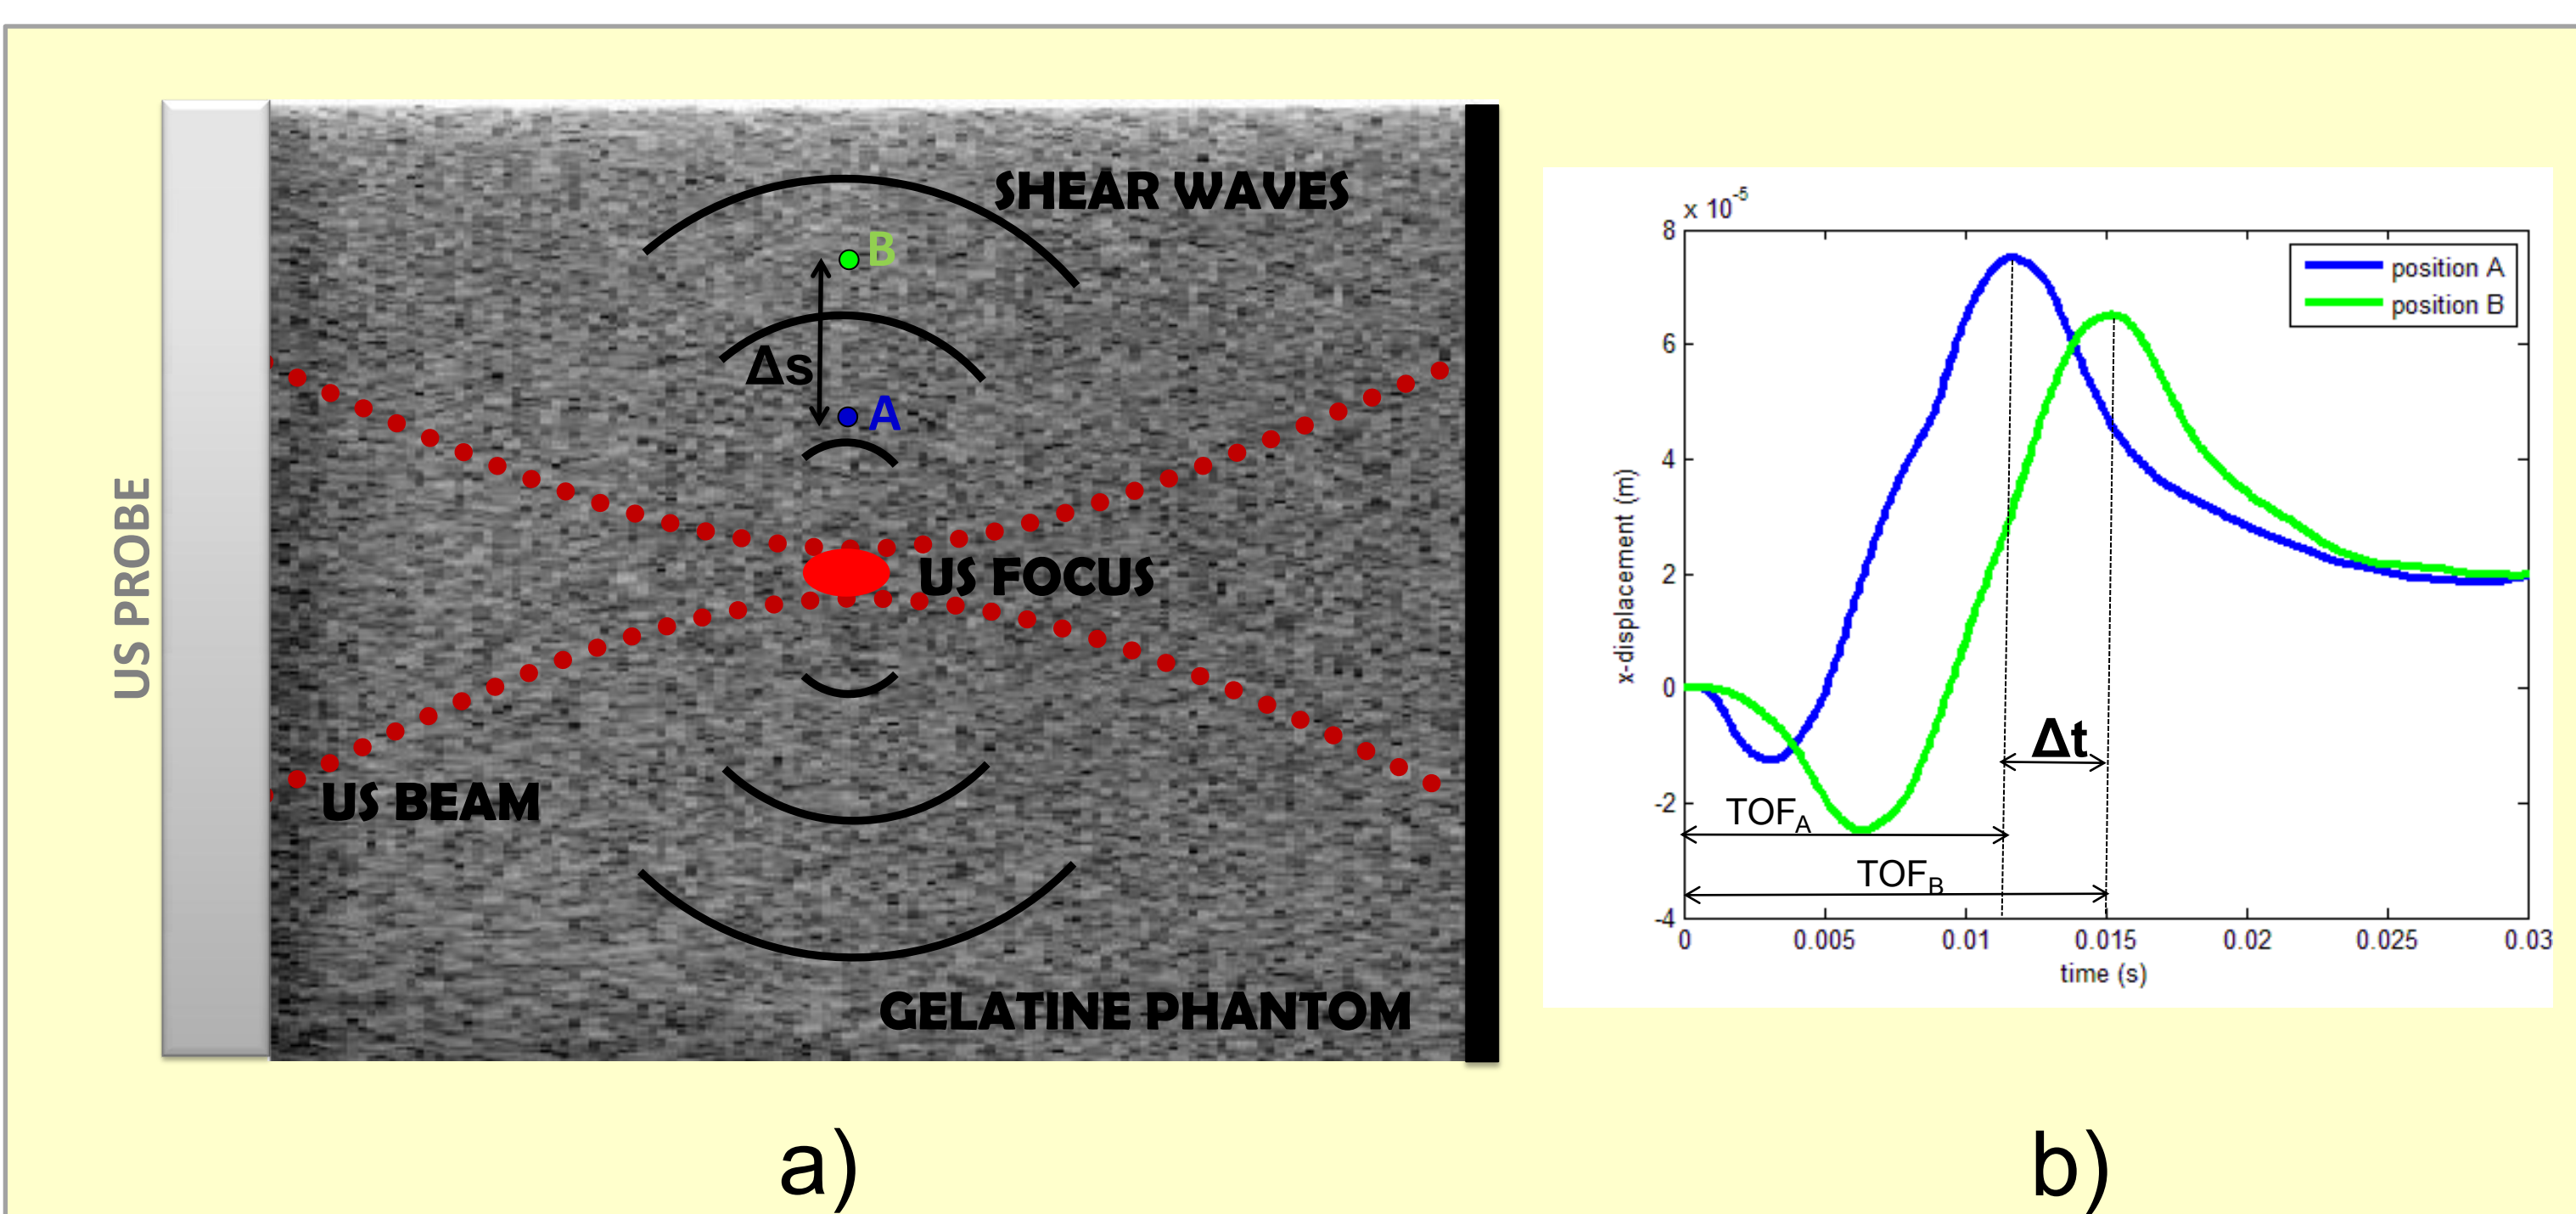 US PROBE
SHEAR WAVES
B
Δs
A
US FOCUS
US BEAM
GELATINE PHANTOM
a)
x 10^-5
8
6
4
2
0
-2
-4
x-displacement (m)
position A
position B
Δt
TOF_A
TOF_B
0 0.005 0.01 0.015 0.02 0.025 0.03
time (s)
b)